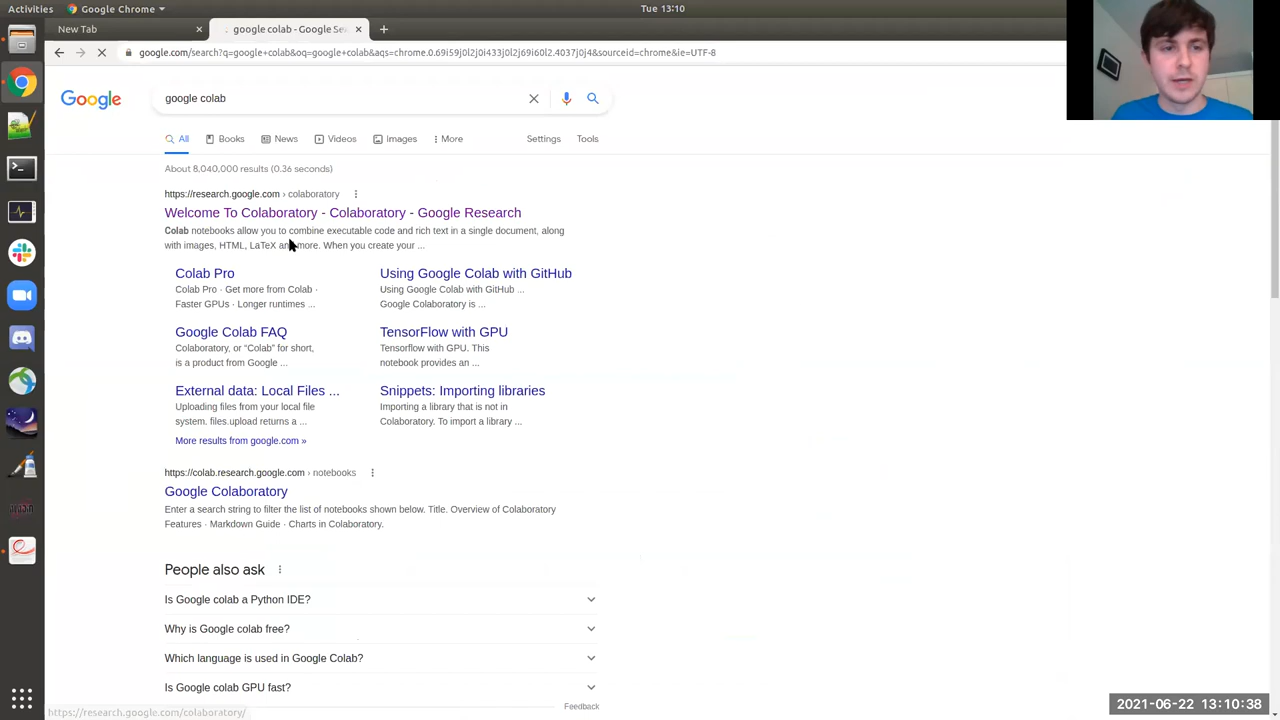 Activities
Google Chrome
Tue 13:10
New Tab
google colab - Google Sea
google.com/search?q=google+colab&oq=google+colab&aqs=chrome.0.69i59j0l2j0i433j0l2j69i60l2.4037j0j4&sourceid=chrome&ie=UTF-8
Google
google colab
All
Books
News
Videos
Images
More
Settings
Tools
About 8,040,000 results (0.36 seconds)
https://research.google.com › colaboratory
Welcome To Colaboratory - Colaboratory - Google Research
Colab notebooks allow you to combine executable code and rich text in a single document, along
with images, HTML, LaTeX and more. When you create your ...
Colab Pro
Colab Pro · Get more from Colab ·
Faster GPUs · Longer runtimes ...
Using Google Colab with GitHub
Using Google Colab with GitHub ...
Google Colaboratory is ...
Google Colab FAQ
Colaboratory, or “Colab” for short,
is a product from Google ...
TensorFlow with GPU
Tensorflow with GPU. This
notebook provides an ...
External data: Local Files ...
Uploading files from your local file
system. files.upload returns a ...
Snippets: Importing libraries
Importing a library that is not in
Colaboratory. To import a library ...
More results from google.com »
https://colab.research.google.com › notebooks
Google Colaboratory
Enter a search string to filter the list of notebooks shown below. Title. Overview of Colaboratory
Features · Markdown Guide · Charts in Colaboratory.
People also ask
Is Google colab a Python IDE?
Why is Google colab free?
Which language is used in Google Colab?
Is Google colab GPU fast?
Feedback
https://research.google.com/colaboratory/
2021-06-22 13:10:38